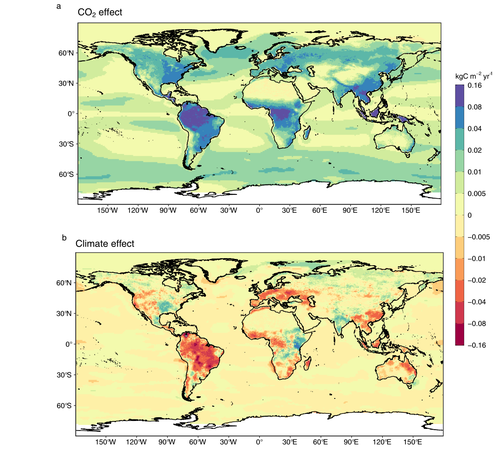 a
CO₂ effect
60°N
30°N
0°
30°S
60°S
150°W 120°W 90°W 60°W 30°W 0° 30°E 60°E 90°E 120°E 150°E
kgC m⁻² yr⁻¹
0.16
0.08
0.04
0.02
0.01
0.005
0
−0.005
−0.01
−0.02
−0.04
−0.08
−0.16
b
Climate effect
60°N
30°N
0°
30°S
60°S
150°W 120°W 90°W 60°W 30°W 0° 30°E 60°E 90°E 120°E 150°E